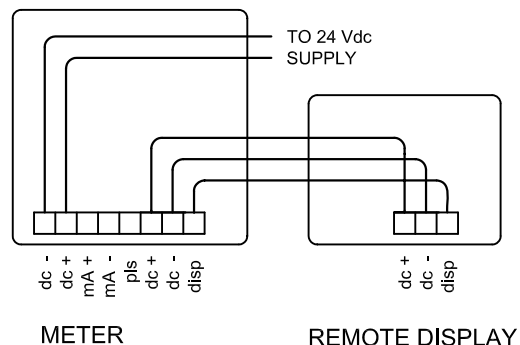 TO 24 Vdc
SUPPLY
dc -
dc +
mA +
mA -
pls
dc +
dc -
disp
dc +
dc -
disp
METER
REMOTE DISPLAY